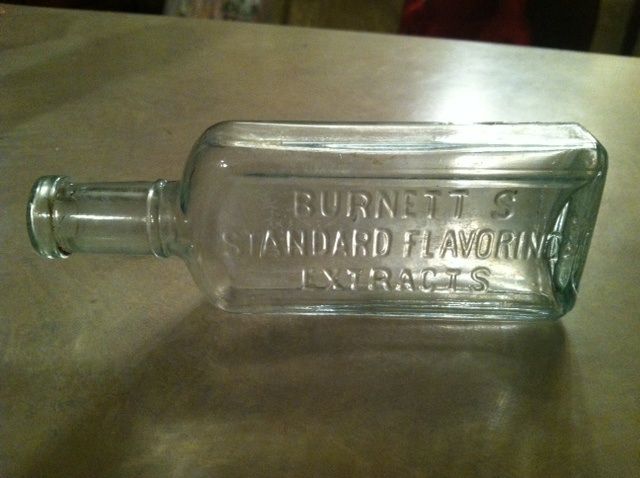 BURNETT S
STANDARD FLAVORING
EXTRACTS